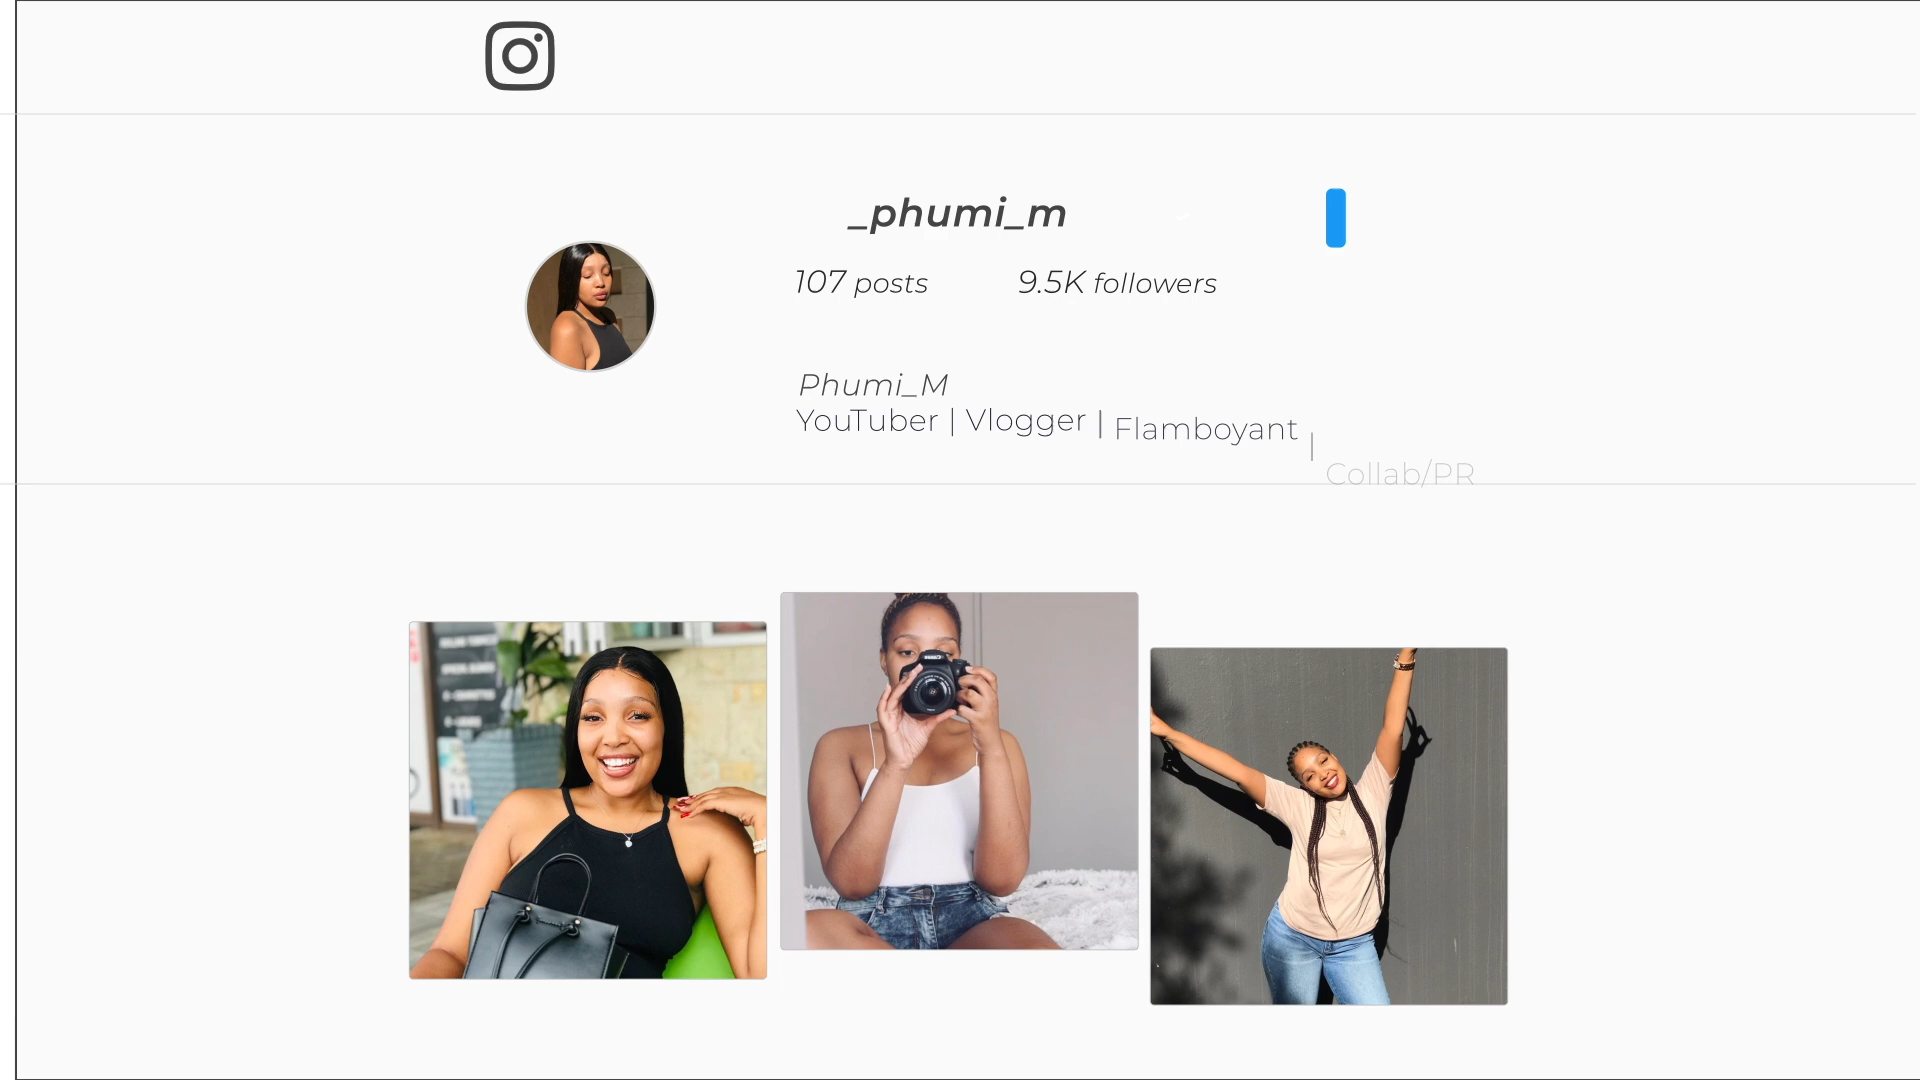 _phumi_m
107 posts 9.5K followers
Phumi_M
YouTuber | Vlogger | Flamboyant |
Collab/PR